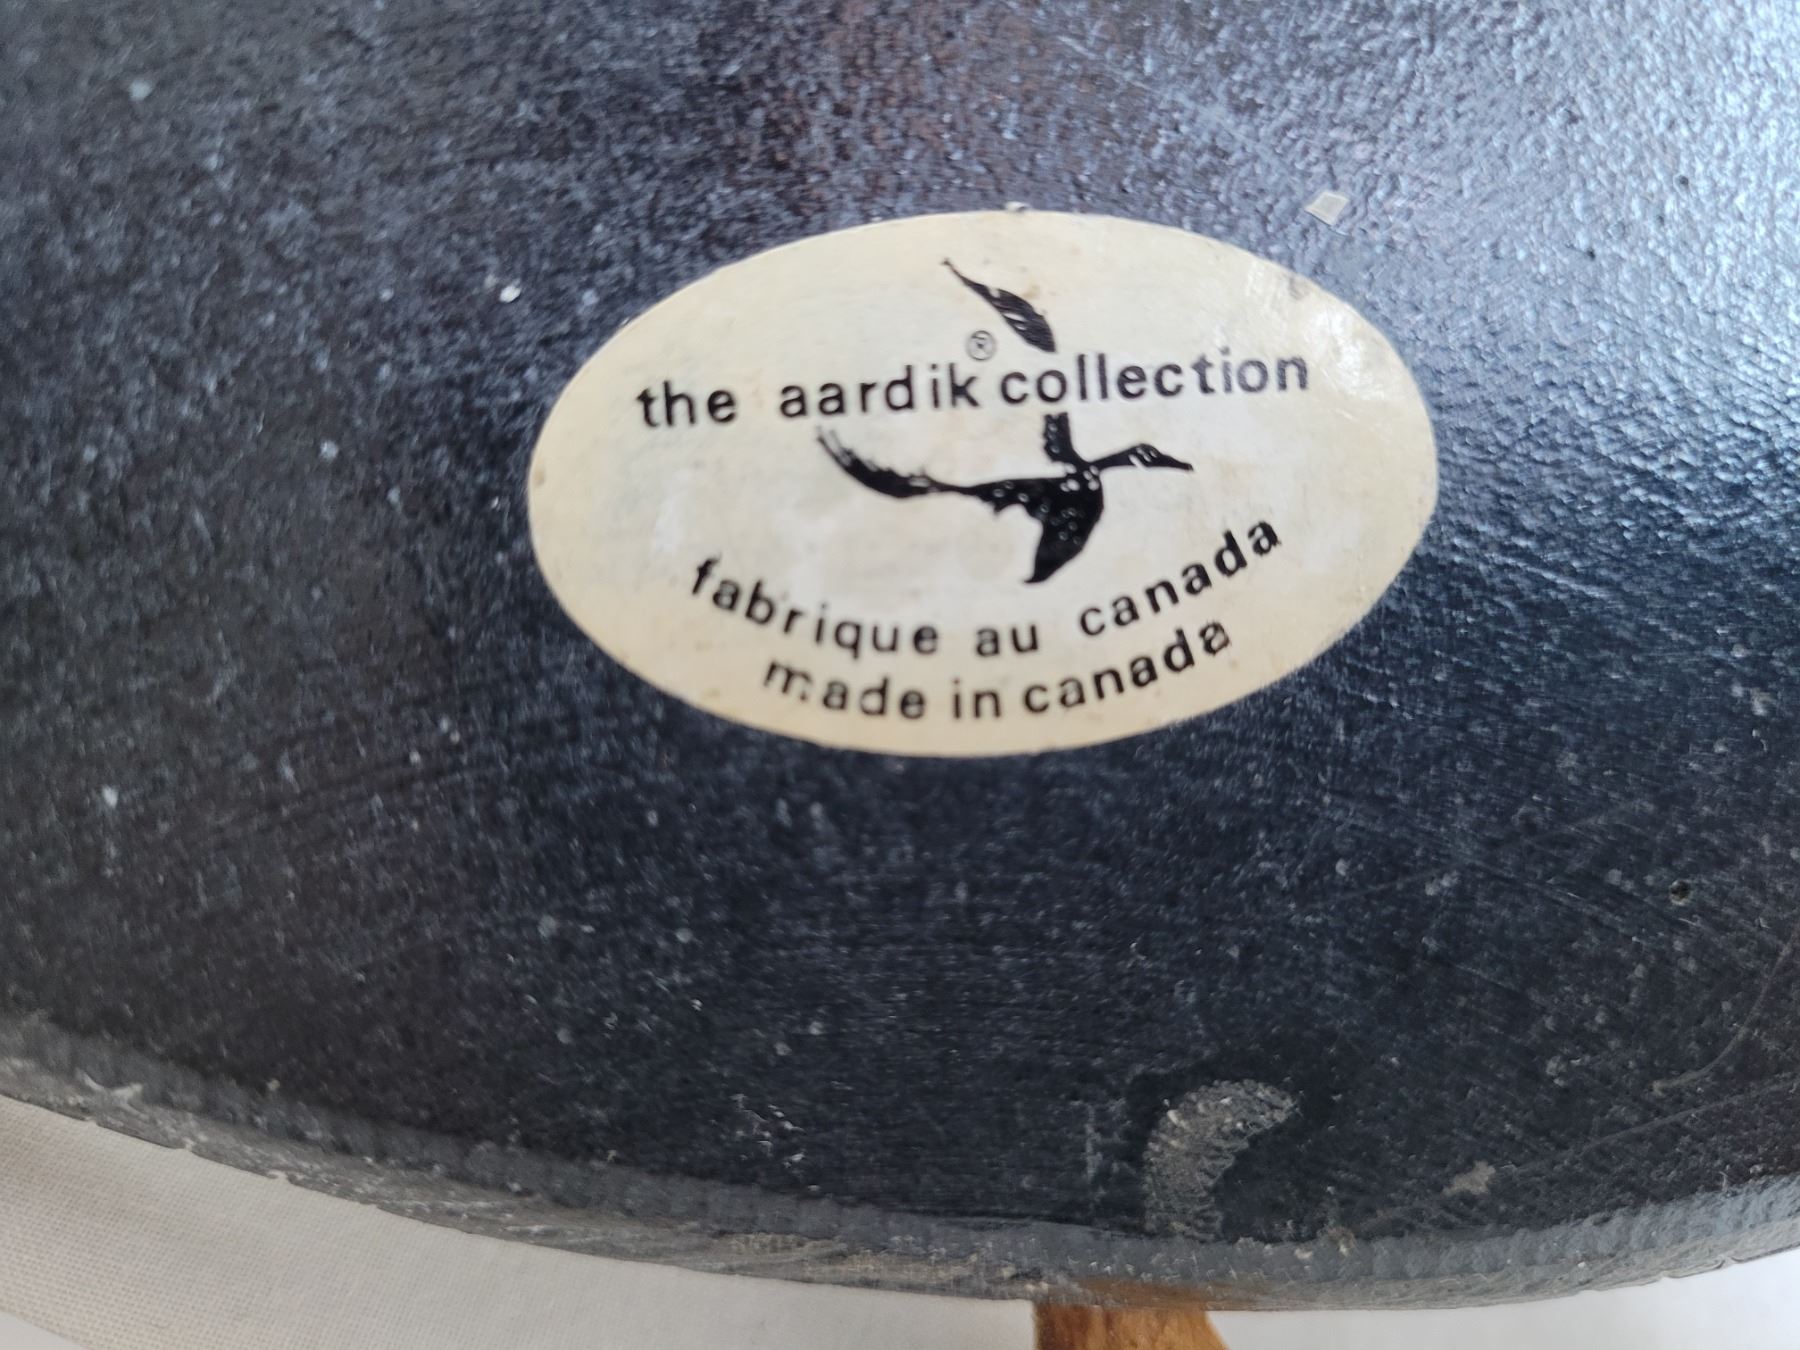 the aardik® collection
fabrique au canada
made in canada